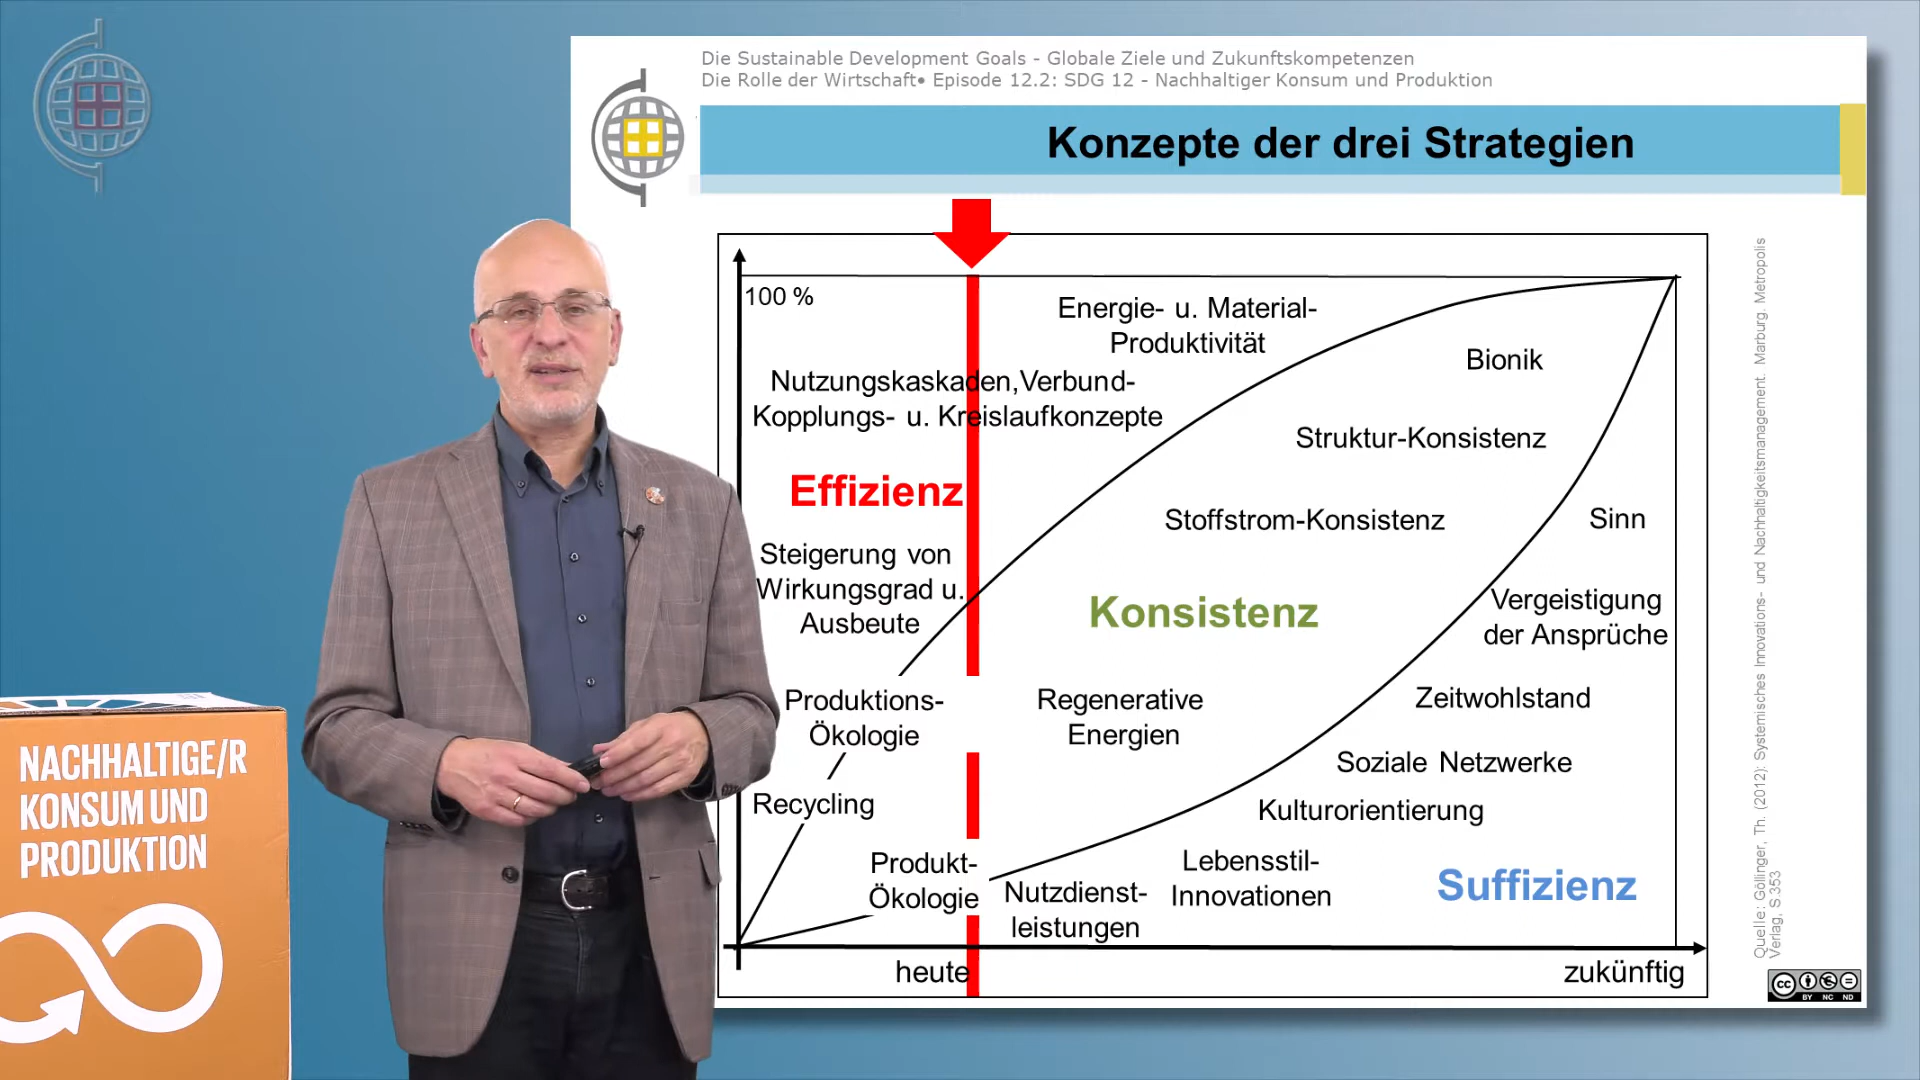 Die Sustainable Development Goals - Globale Ziele und Zukunftskompetenzen
Die Rolle der Wirtschaft• Episode 12.2: SDG 12 - Nachhaltiger Konsum und Produktion
Konzepte der drei Strategien
100 %
Energie- u. Material-
Produktivität
Bionik
Nutzungskaskaden,Verbund-
Kopplungs- u. Kreislaufkonzepte
Struktur-Konsistenz
Effizienz
Stoffstrom-Konsistenz
Sinn
Steigerung von
Wirkungsgrad u.
Ausbeute
Konsistenz
Vergeistigung
der Ansprüche
Produktions-
Ökologie
Regenerative
Energien
Zeitwohlstand
Soziale Netzwerke
Recycling
Kulturorientierung
Produkt-
Ökologie
Nutzdienst-
leistungen
Lebensstil-
Innovationen
Suffizienz
heute
zukünftig
Quelle: Göllinger, Th. (2012): Systemisches Innovations- und Nachhaltigkeitsmanagement. Marburg. Metropolis
Verlag, S.353
cc
BY NC ND
NACHHALTIGE/R
KONSUM UND
PRODUKTION